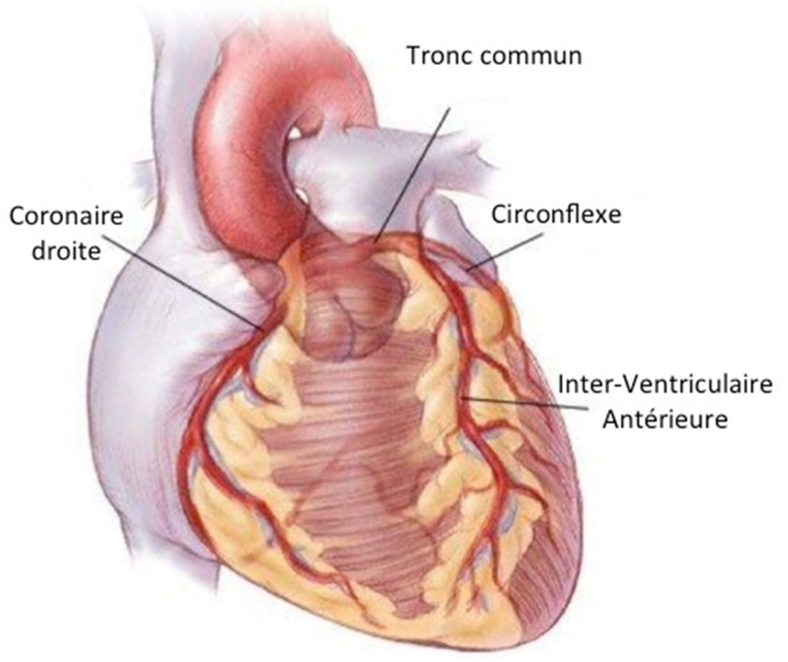 Tronc commun
Coronaire
droite
Circonflexe
Inter-Ventriculaire
Antérieure